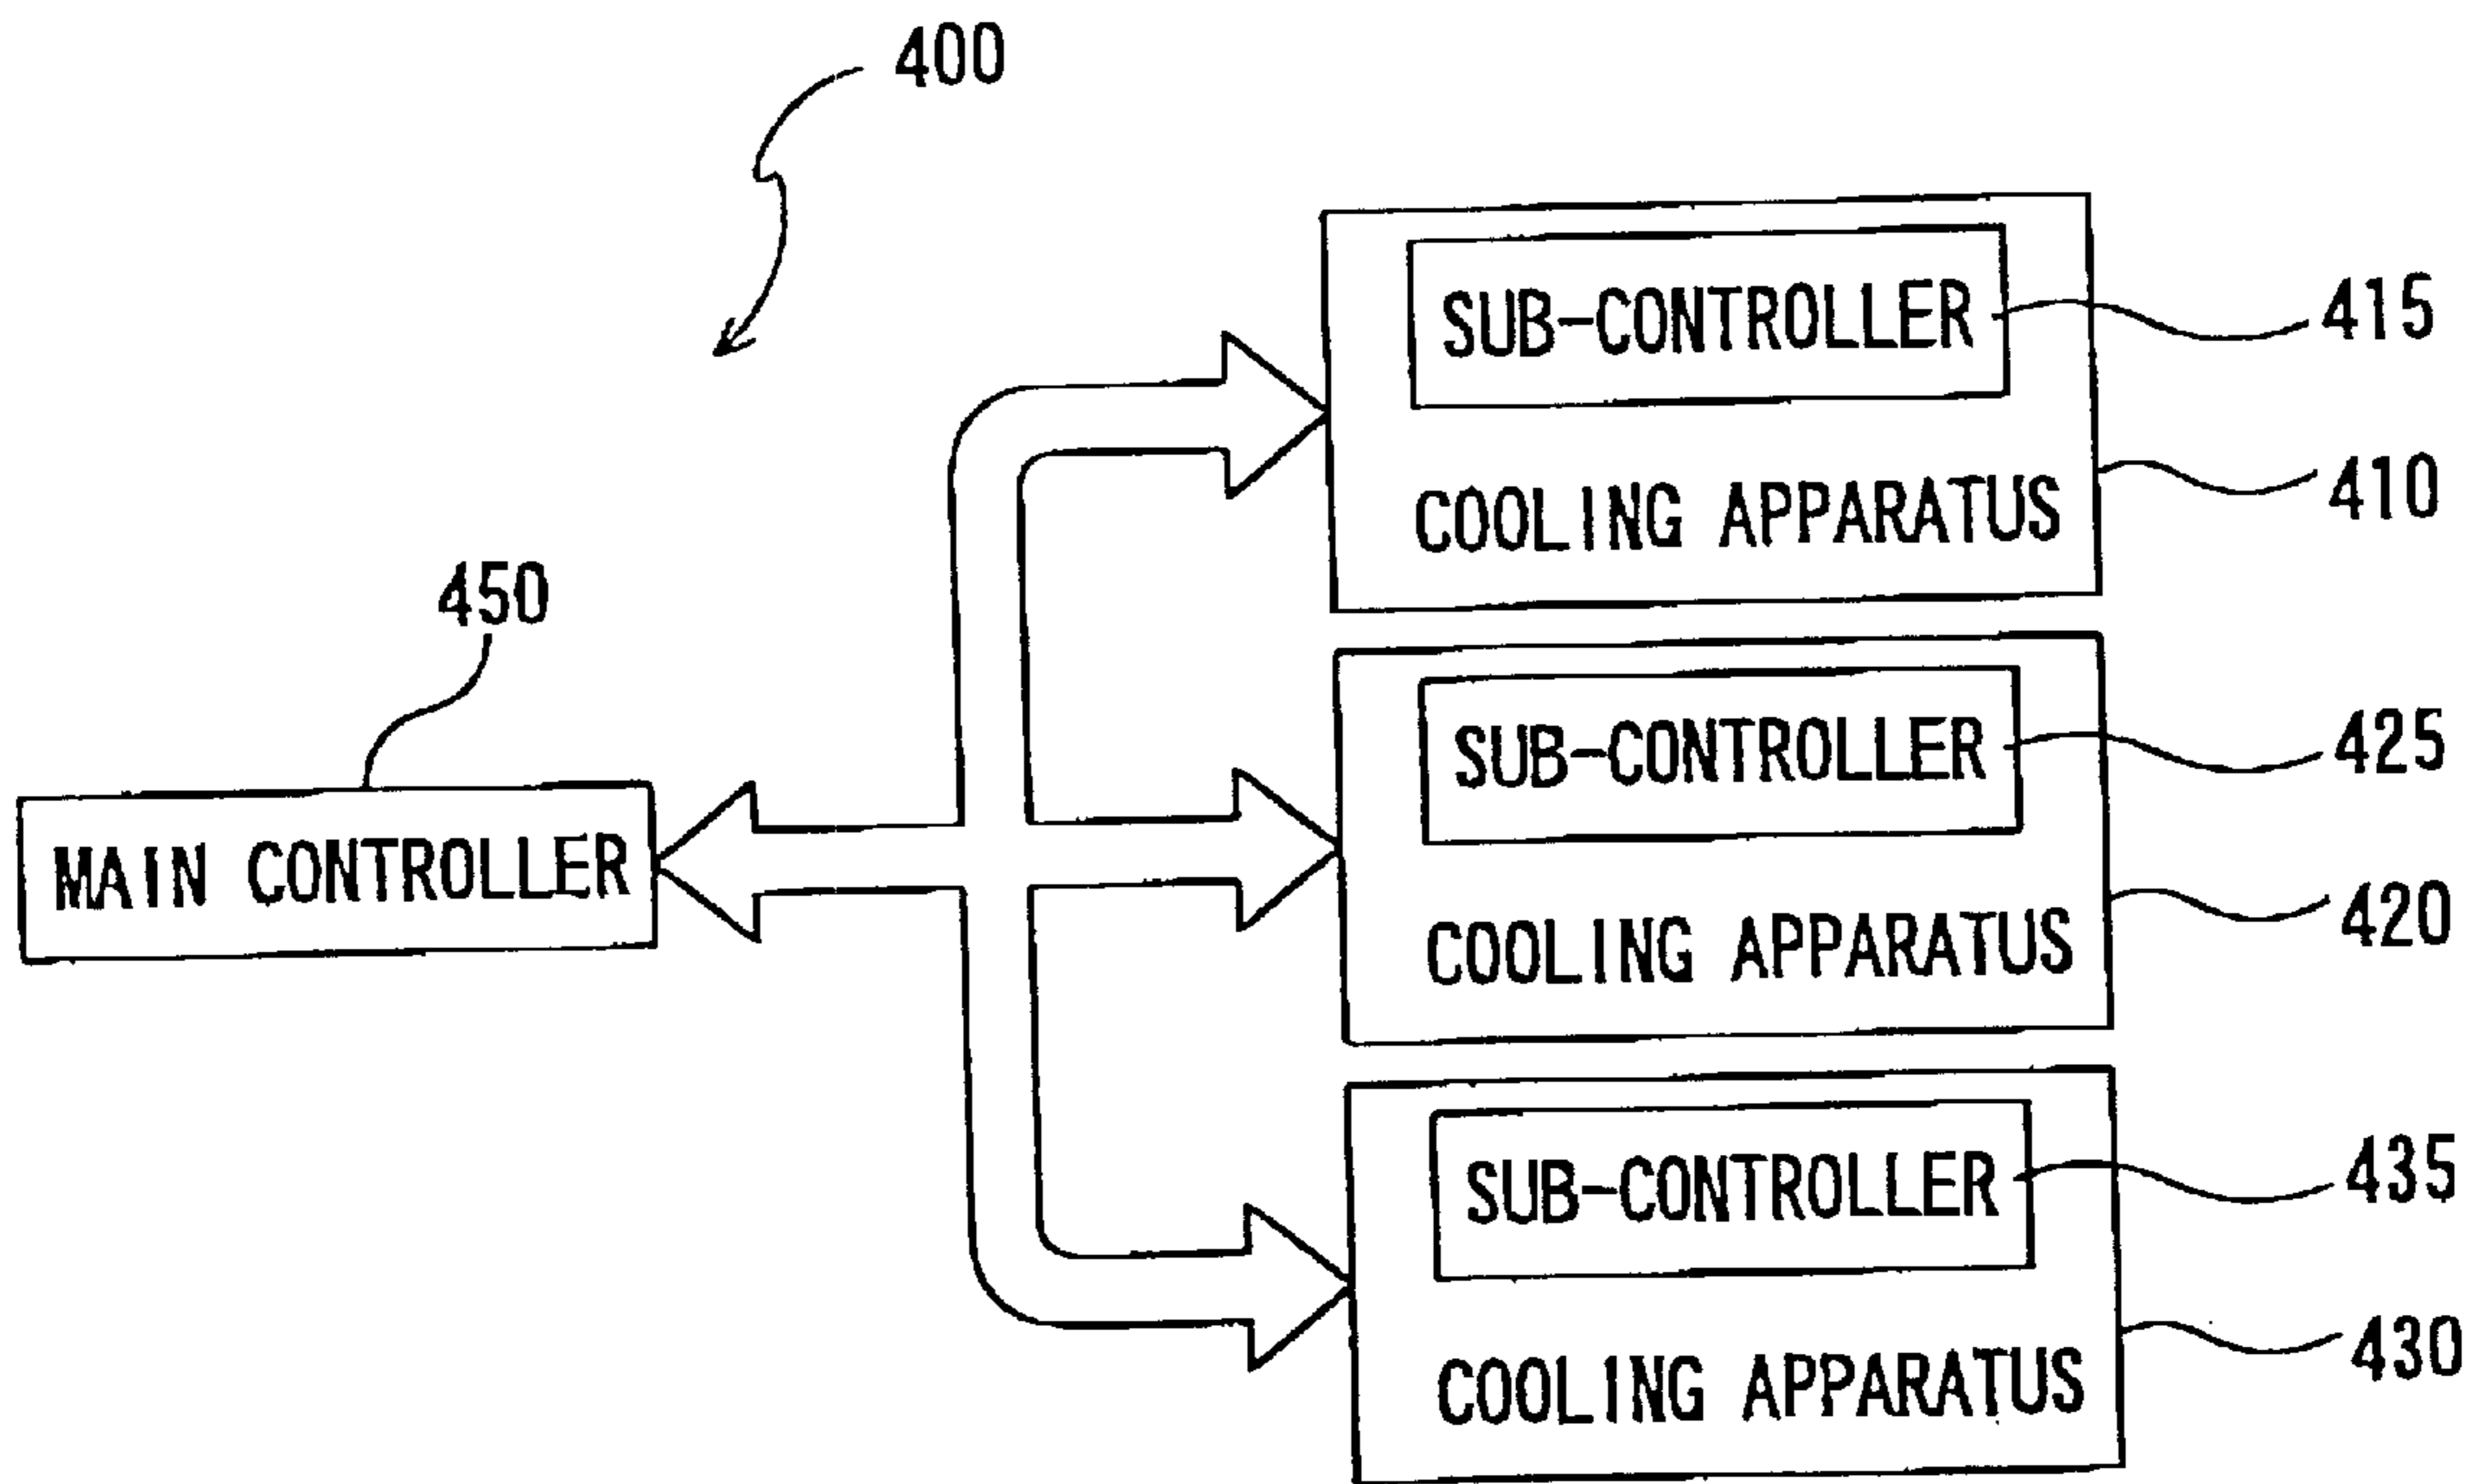 400
SUB-CONTROLLER
415
COOLING APPARATUS
410
450
MAIN CONTROLLER
SUB-CONTROLLER
425
COOLING APPARATUS
420
SUB-CONTROLLER
435
COOLING APPARATUS
430